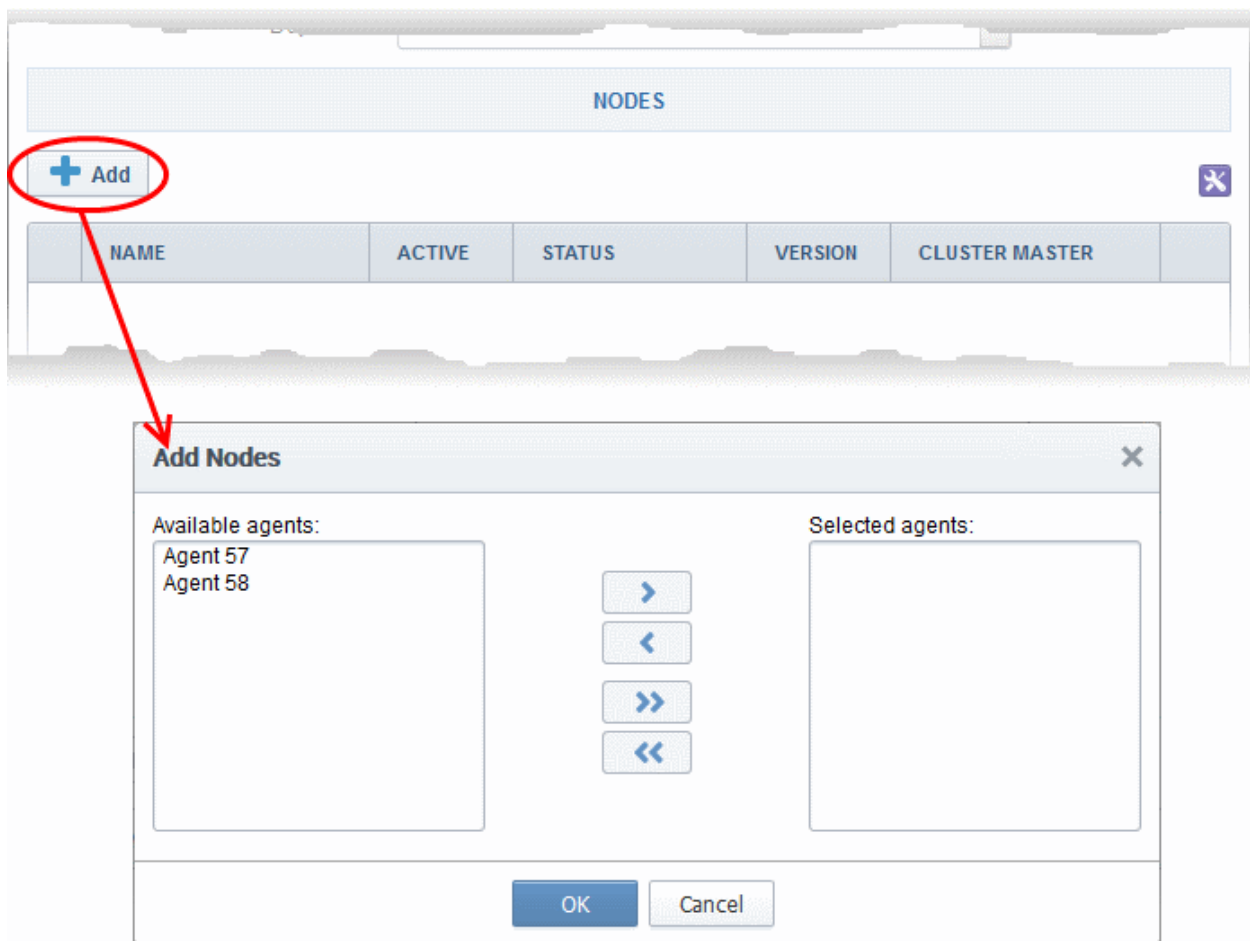 NODES
Add
NAME ACTIVE STATUS VERSION CLUSTER MASTER
Add Nodes
Available agents: Selected agents:
Agent 57
Agent 58
OK Cancel